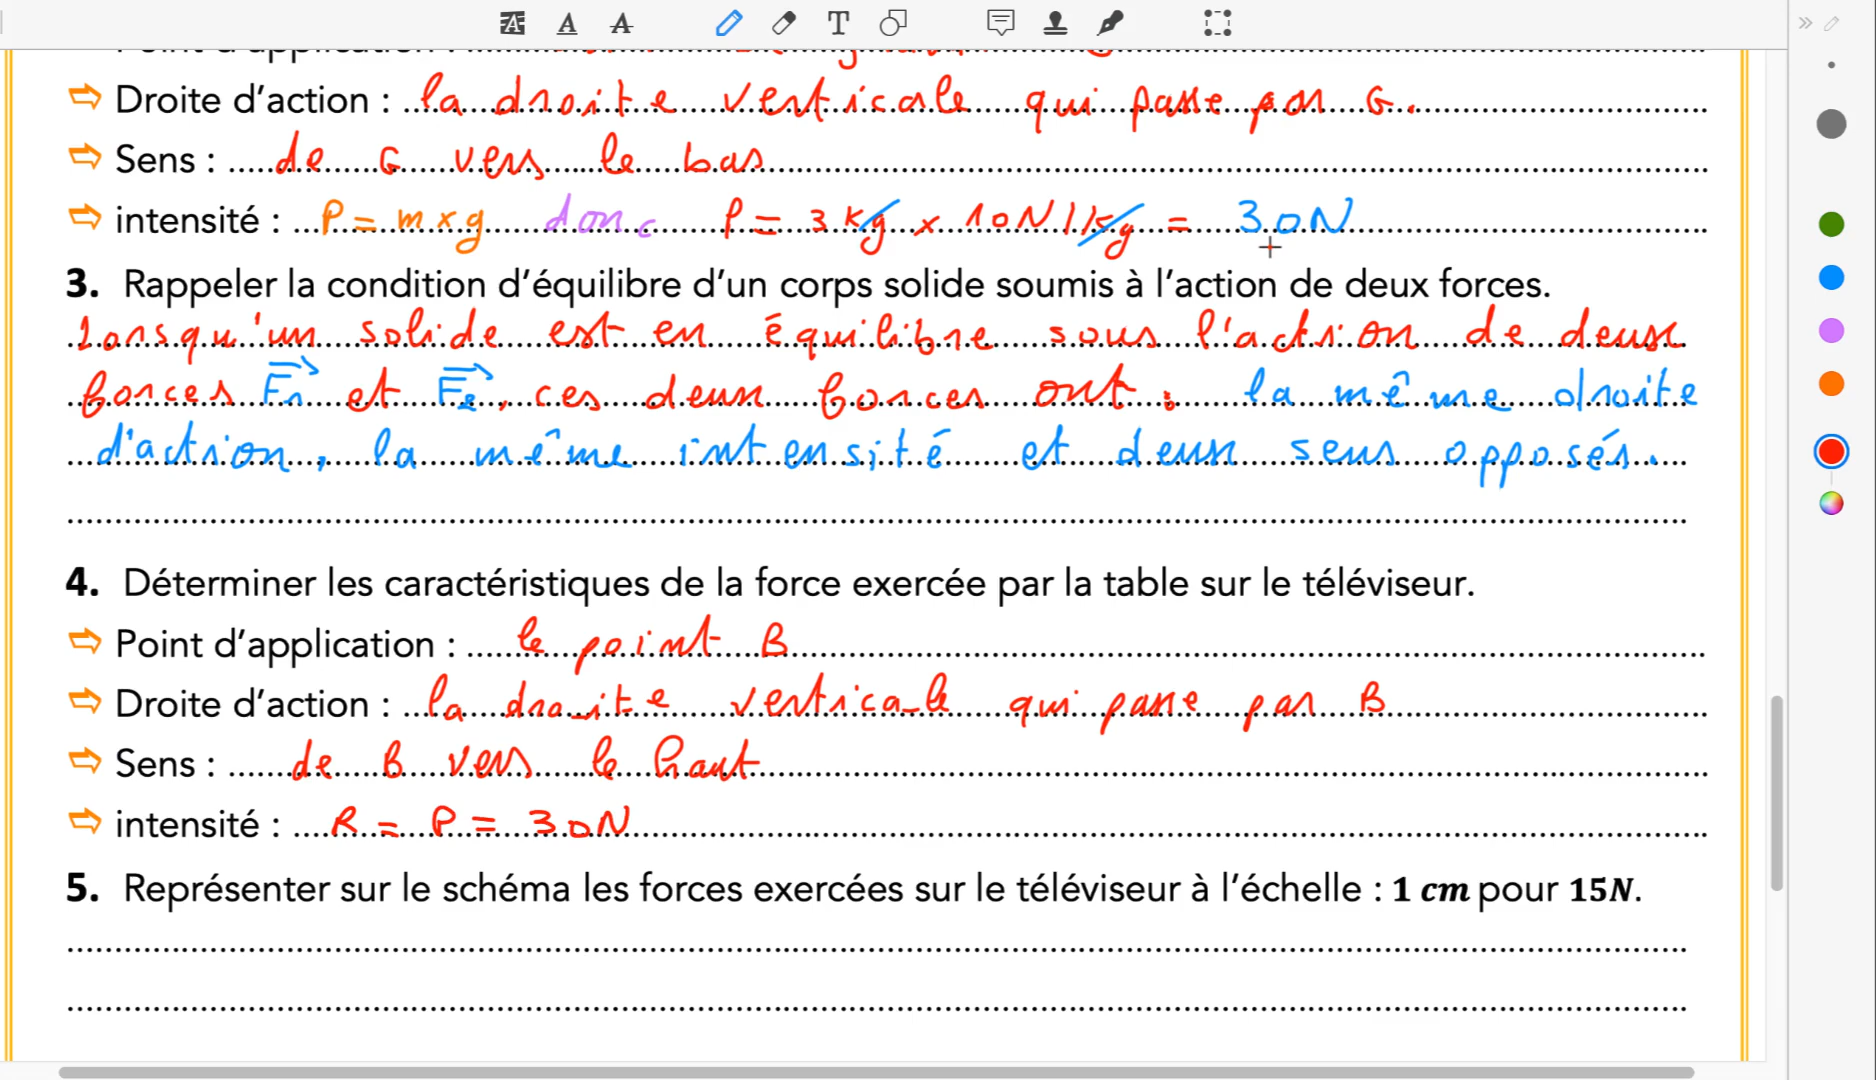 Droite d'action : la droite verticale qui passe par G.
Sens : de G vers le bas
intensité : P = m x g donc P = 3 kg x 10 N / kg = 30N
3. Rappeler la condition d'équilibre d'un corps solide soumis à l'action de deux forces.
Lorsqu'un solide est en équilibre sous l'action de deux
forces F₁ et F₂, ces deux forces ont : la même droite
d'action, la même intensité et deux sens opposés.
4. Déterminer les caractéristiques de la force exercée par la table sur le téléviseur.
Point d'application : le point B
Droite d'action : la droite verticale qui passe par B
Sens : de B vers le haut
intensité : R = P = 30N
5. Représenter sur le schéma les forces exercées sur le téléviseur à l'échelle : 1 cm pour 15N.